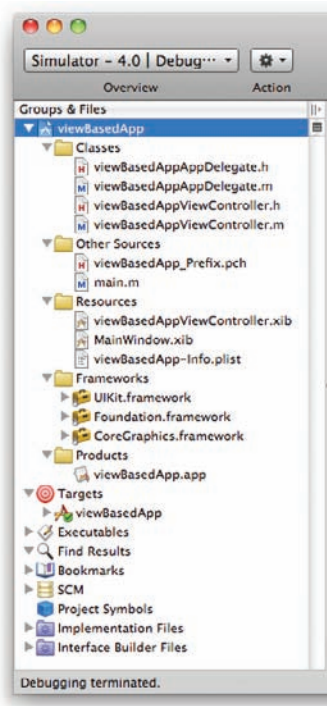 Simulator - 4.0 | Debug...
Overview
Action
Groups & Files
viewBasedApp
Classes
viewBasedAppAppDelegate.h
viewBasedAppAppDelegate.m
viewBasedAppViewController.h
viewBasedAppViewController.m
Other Sources
viewBasedApp_Prefix.pch
main.m
Resources
viewBasedAppViewController.xib
MainWindow.xib
viewBasedApp-Info.plist
Frameworks
UIKit.framework
Foundation.framework
CoreGraphics.framework
Products
viewBasedApp.app
Targets
viewBasedApp
Executables
Find Results
Bookmarks
SCM
Project Symbols
Implementation Files
Interface Builder Files
Debugging terminated.